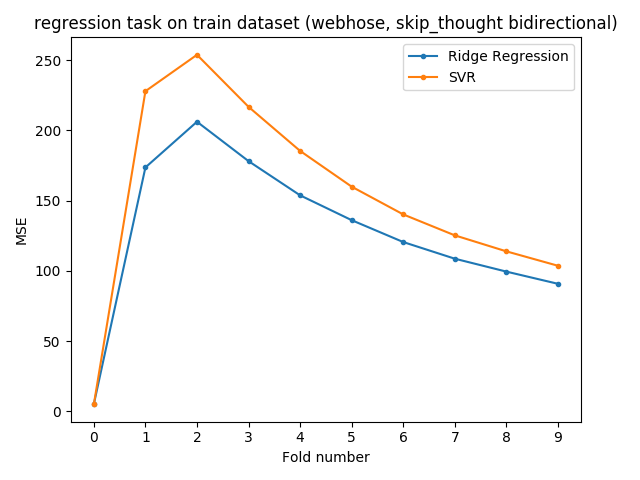 regression task on train dataset (webhose, skip_thought bidirectional)
Ridge Regression
SVR
250
200
150
100
50
0
MSE
0 1 2 3 4 5 6 7 8 9
Fold number